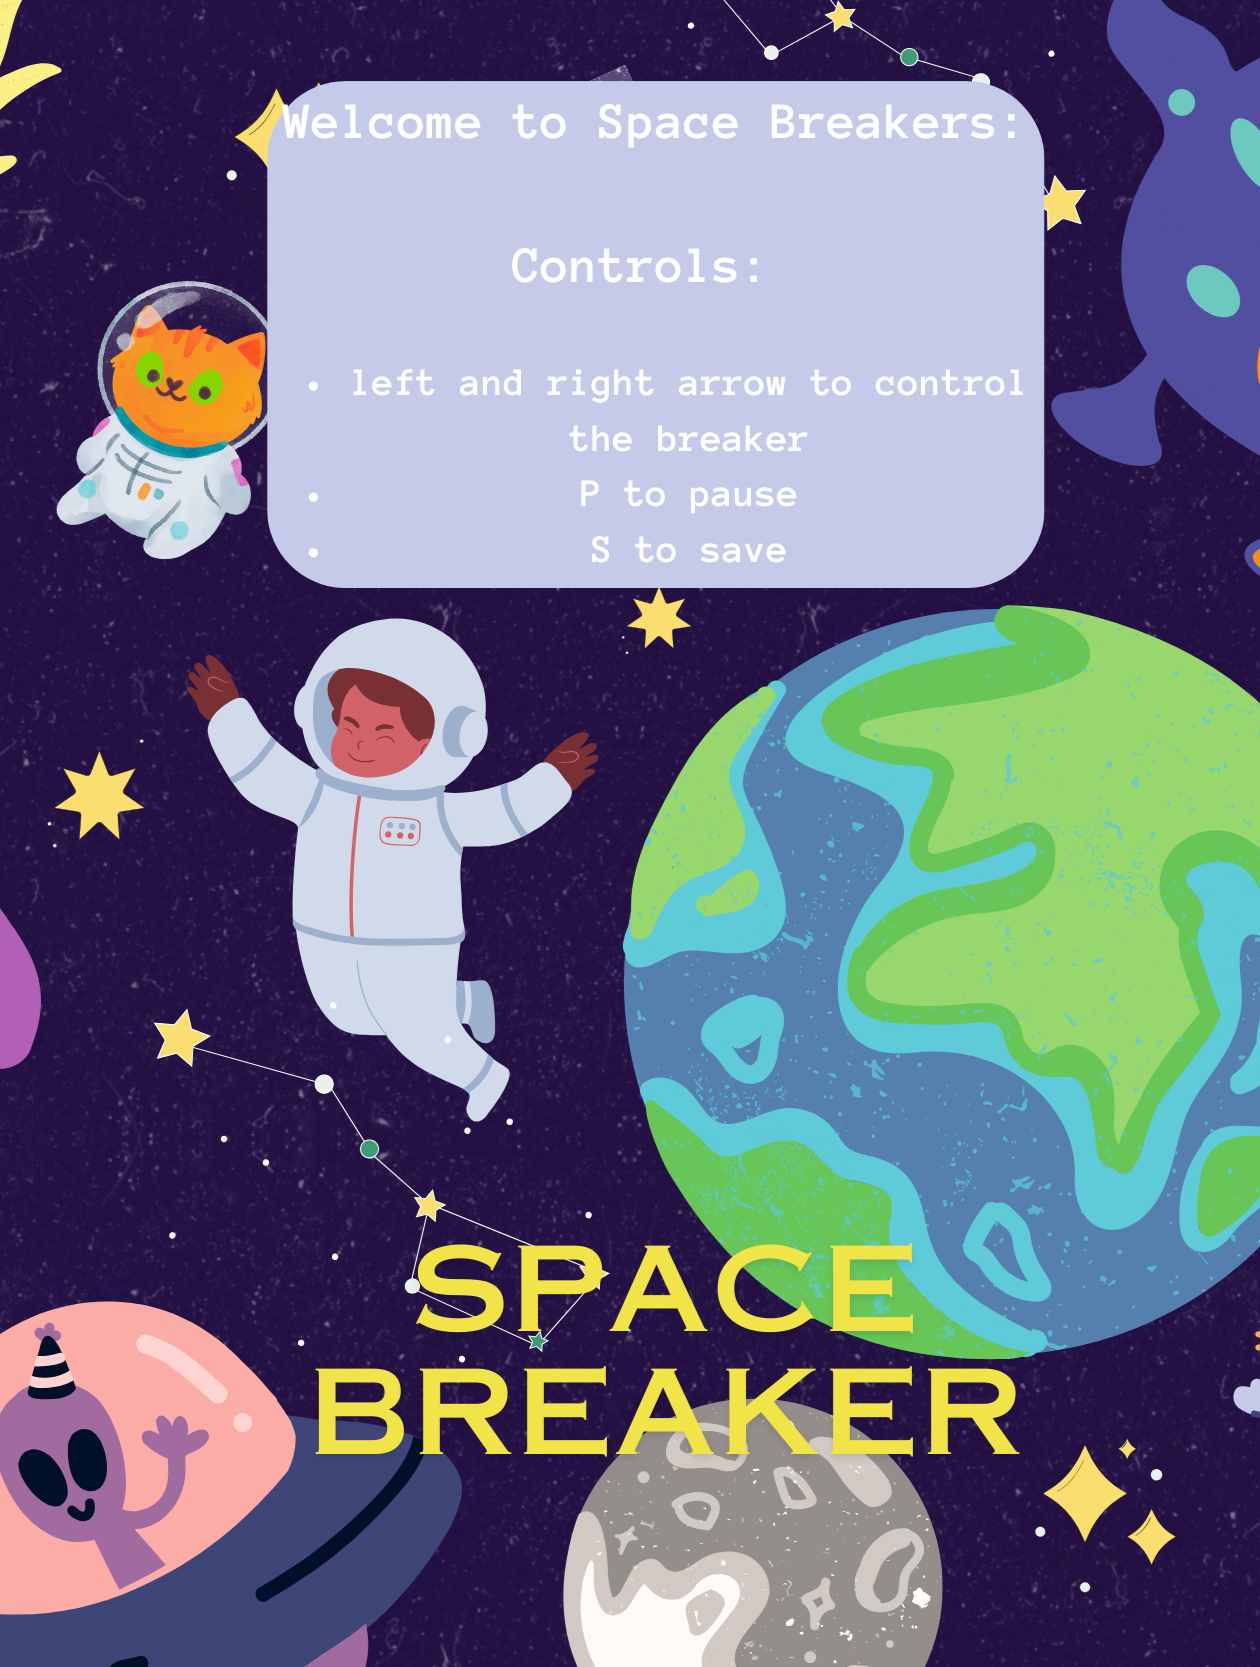 Welcome to Space Breakers:
Controls:
• left and right arrow to control
the breaker
• P to pause
• S to save
SPACE
BREAKER